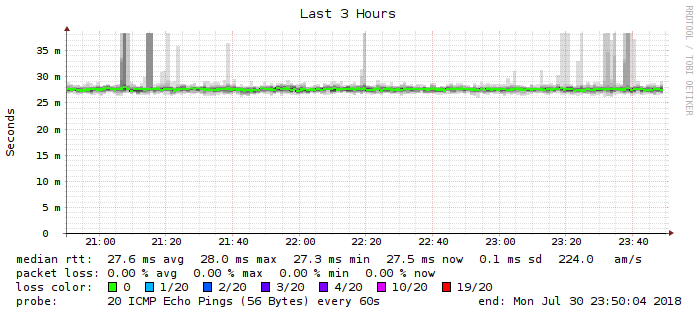 Last 3 Hours
RRDTOOL / TOBI OETIKER
Seconds
35 m
30 m
25 m
20 m
15 m
10 m
5 m
0
21:00 21:20 21:40 22:00 22:20 22:40 23:00 23:20 23:40
median rtt: 27.6 ms avg 28.0 ms max 27.3 ms min 27.5 ms now 0.1 ms sd 224.0 am/s
packet loss: 0.00 % avg 0.00 % max 0.00 % min 0.00 % now
loss color: 0 1/20 2/20 3/20 4/20 10/20 19/20
probe: 20 ICMP Echo Pings (56 Bytes) every 60s end: Mon Jul 30 23:50:04 2018